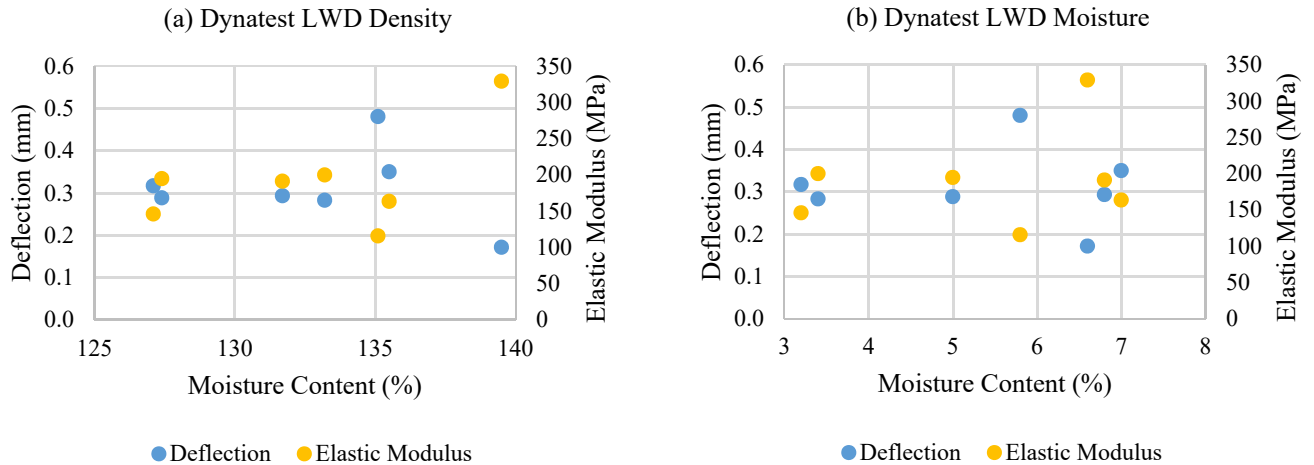 (a) Dynatest LWD Density
0.6
0.5
0.4
0.3
0.2
0.1
0.0
Deflection (mm)
350
300
250
200
150
100
50
0
Elastic Modulus (MPa)
125 130 135 140
Moisture Content (%)
Deflection Elastic Modulus
(b) Dynatest LWD Moisture
0.6
0.5
0.4
0.3
0.2
0.1
0.0
Deflection (mm)
350
300
250
200
150
100
50
0
Elastic Modulus (MPa)
3 4 5 6 7 8
Moisture Content (%)
Deflection Elastic Modulus